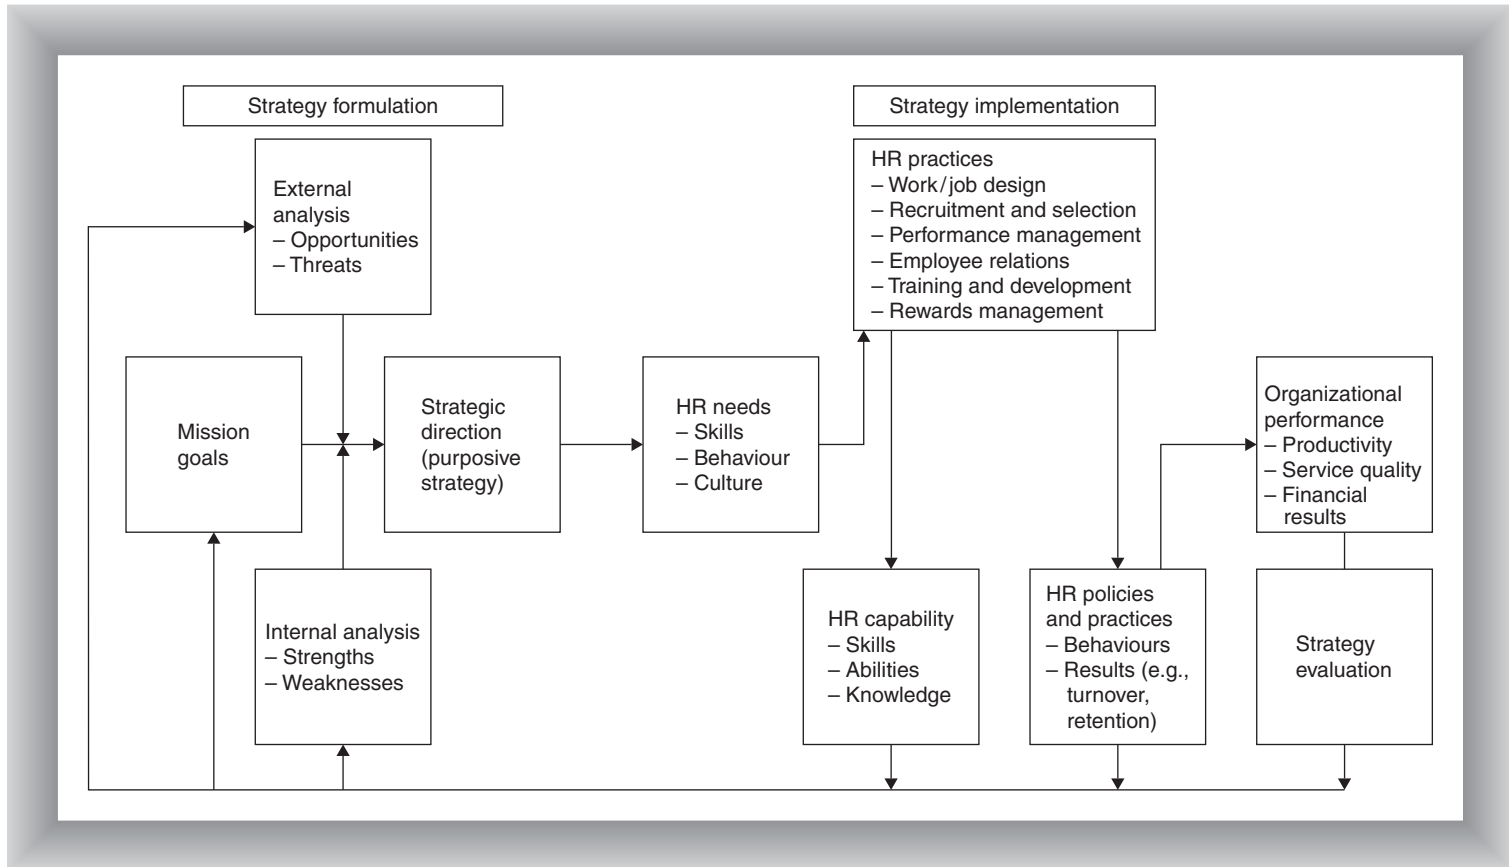 Strategy formulation
Strategy implementation
External
analysis
– Opportunities
– Threats
HR practices
– Work/job design
– Recruitment and selection
– Performance management
– Employee relations
– Training and development
– Rewards management
Mission
goals
Strategic
direction
(purposive
strategy)
HR needs
– Skills
– Behaviour
– Culture
Organizational
performance
– Productivity
– Service quality
– Financial
results
Internal analysis
– Strengths
– Weaknesses
HR capability
– Skills
– Abilities
– Knowledge
HR policies
and practices
– Behaviours
– Results (e.g.,
turnover,
retention)
Strategy
evaluation